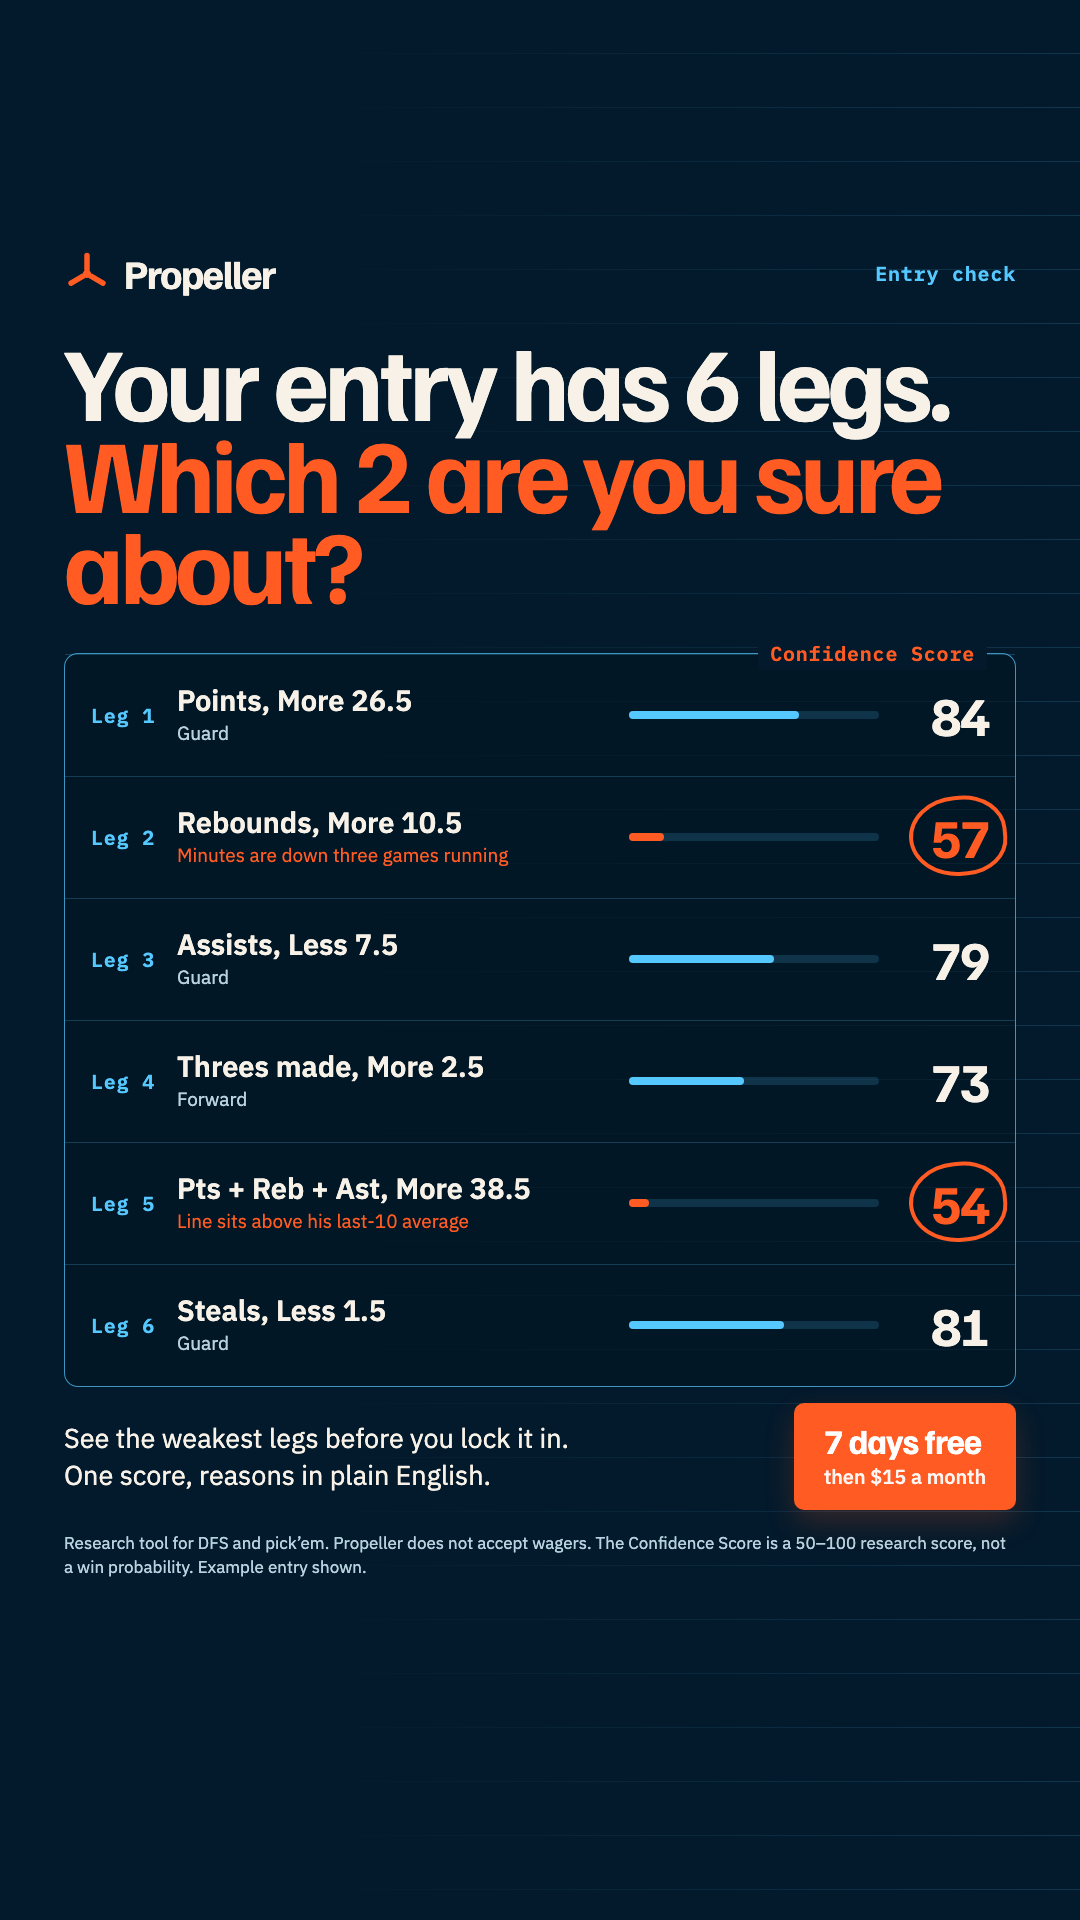 Propeller
Entry check
Your entry has 6 legs.
Which 2 are you sure
about?
Confidence Score
Leg 1
Points, More 26.5
Guard
84
Leg 2
Rebounds, More 10.5
Minutes are down three games running
57
Leg 3
Assists, Less 7.5
Guard
79
Leg 4
Threes made, More 2.5
Forward
73
Leg 5
Pts + Reb + Ast, More 38.5
Line sits above his last-10 average
54
Leg 6
Steals, Less 1.5
Guard
81
See the weakest legs before you lock it in.
One score, reasons in plain English.
7 days free
then $15 a month
Research tool for DFS and pick’em. Propeller does not accept wagers. The Confidence Score is a 50–100 research score, not
a win probability. Example entry shown.